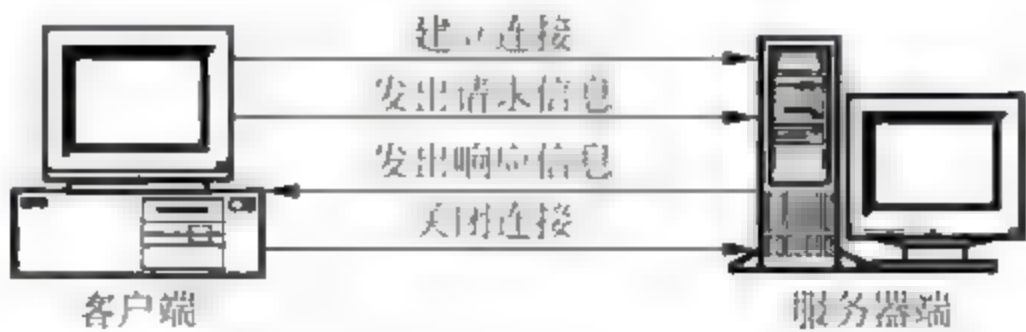 建立连接
发出请求信息
发出响应信息
关闭连接
客户端
服务器端